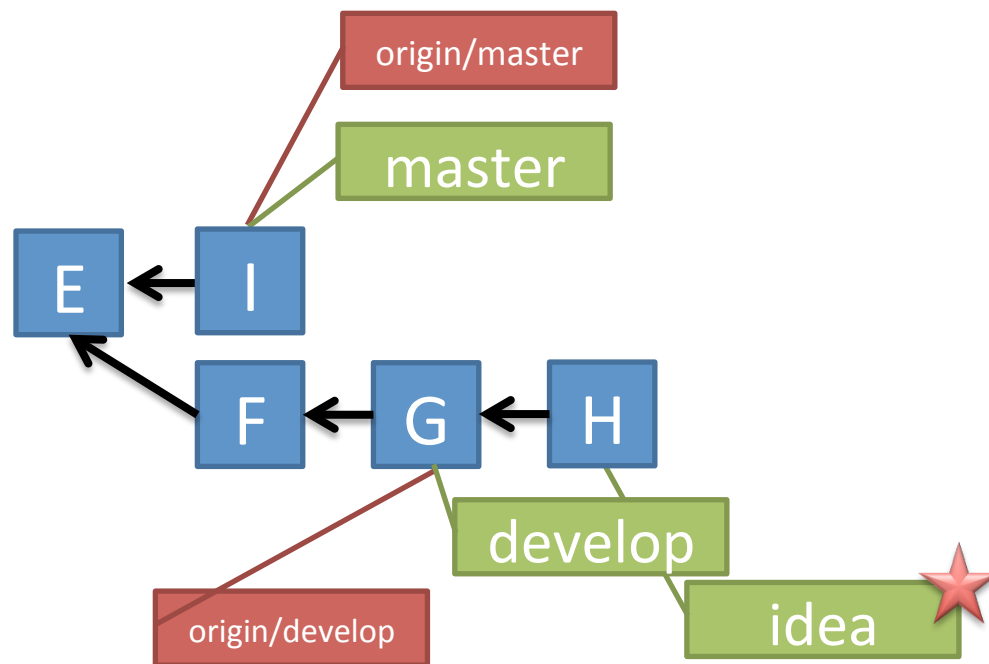 origin/master
master
E
I
F
G
H
develop
origin/develop
idea